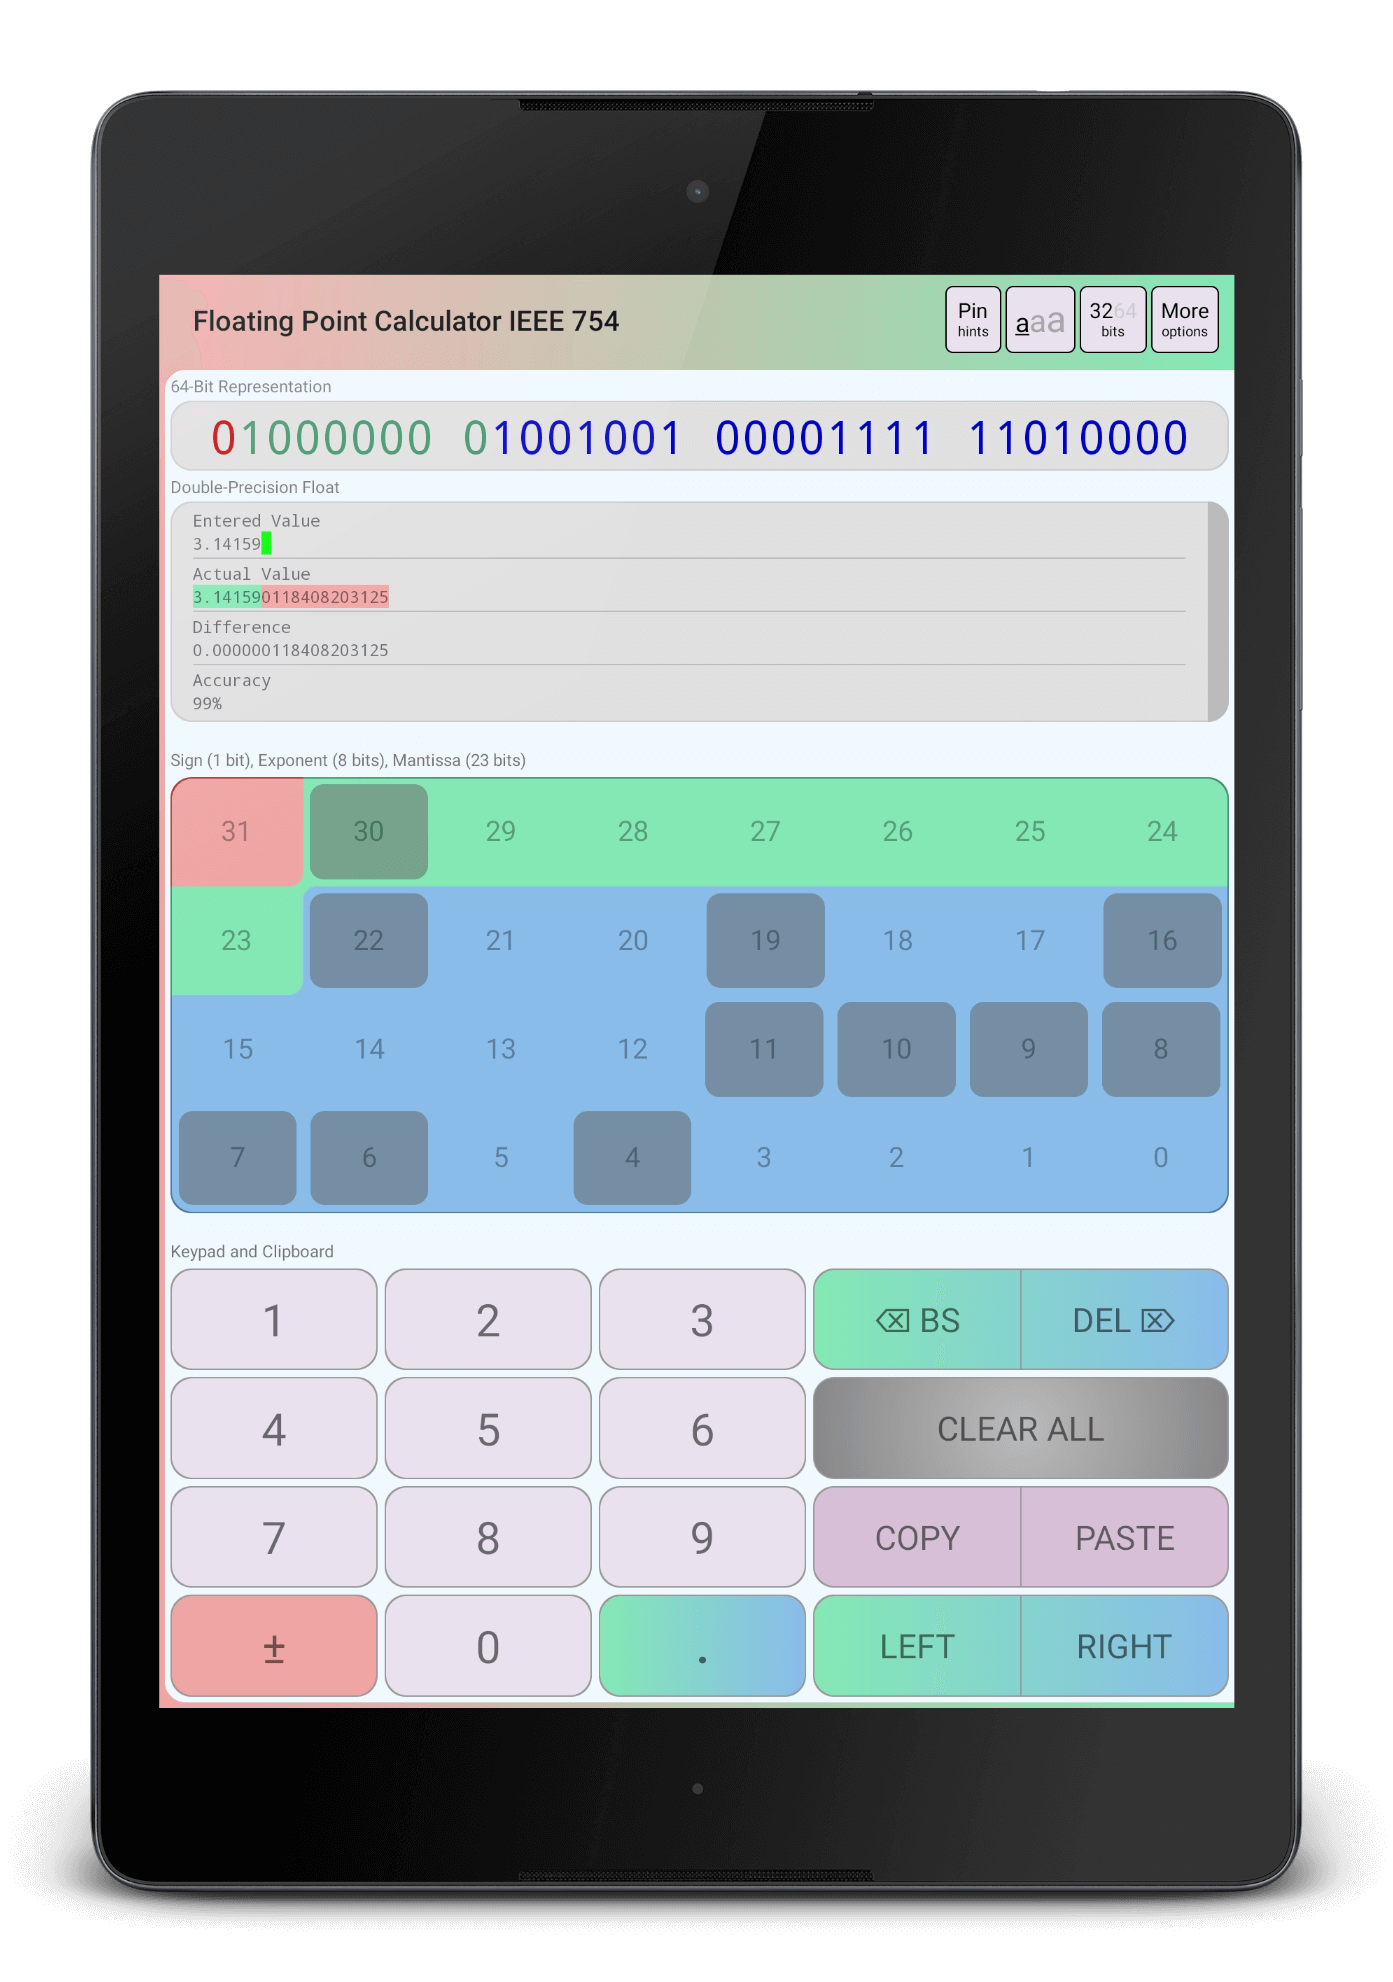 Floating Point Calculator IEEE 754
Pin
hints
aaa
3264
bits
More
options
64-Bit Representation
01000000 01001001 00001111 11010000
Double-Precision Float
Entered Value
3.14159
Actual Value
3.141590118408203125
Difference
0.000000118408203125
Accuracy
99%
Sign (1 bit), Exponent (8 bits), Mantissa (23 bits)
31 30 29 28 27 26 25 24
23 22 21 20 19 18 17 16
15 14 13 12 11 10 9 8
7 6 5 4 3 2 1 0
Keypad and Clipboard
1 2 3 ⌫ BS DEL ⌦
4 5 6 CLEAR ALL
7 8 9 COPY PASTE
± 0 . LEFT RIGHT